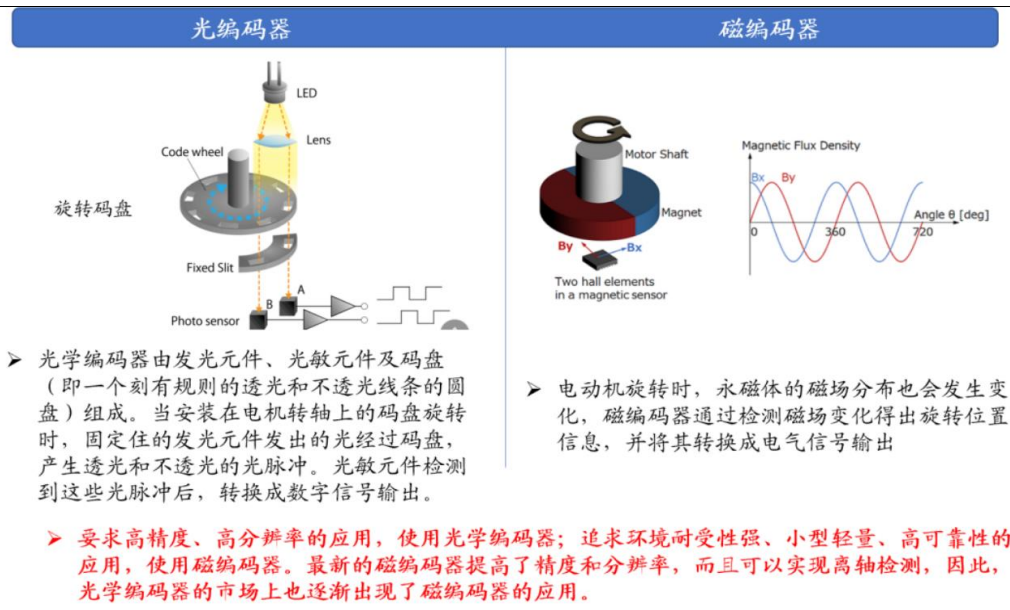 光编码器
磁编码器
LED
Lens
Code wheel
旋转码盘
Fixed Slit
A
B
Photo sensor
Motor Shaft
Magnet
By
Bx
Two hall elements
in a magnetic sensor
Magnetic Flux Density
Bx
By
Angle θ [deg]
0
360
720
➢ 光学编码器由发光元件、光敏元件及码盘
（即一个刻有规则的透光和不透光线条的圆
盘）组成。当安装在电机转轴上的码盘旋转
时，固定住的发光元件发出的光经过码盘，
产生透光和不透光的光脉冲。光敏元件检测
到这些光脉冲后，转换成数字信号输出。
➢ 电动机旋转时，永磁体的磁场分布也会发生变
化，磁编码器通过检测磁场变化得出旋转位置
信息，并将其转换成电气信号输出
➢ 要求高精度、高分辨率的应用，使用光学编码器；追求环境耐受性强、小型轻量、高可靠性的
应用，使用磁编码器。最新的磁编码器提高了精度和分辨率，而且可以实现离轴检测，因此，
光学编码器的市场上也逐渐出现了磁编码器的应用。